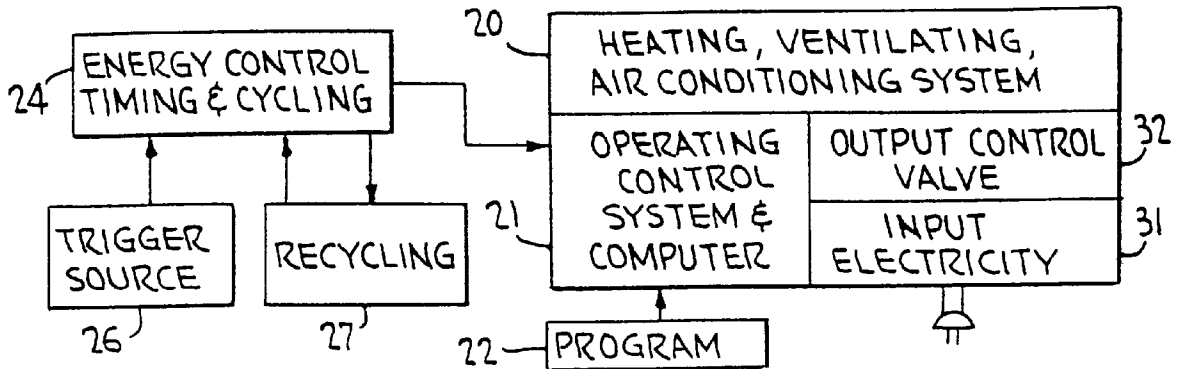 20
HEATING, VENTILATING,
AIR CONDITIONING SYSTEM
24
ENERGY CONTROL
TIMING & CYCLING
21
OPERATING
CONTROL
SYSTEM &
COMPUTER
OUTPUT CONTROL
VALVE
32
INPUT
ELECTRICITY
31
TRIGGER
SOURCE
26
RECYCLING
27
22
PROGRAM